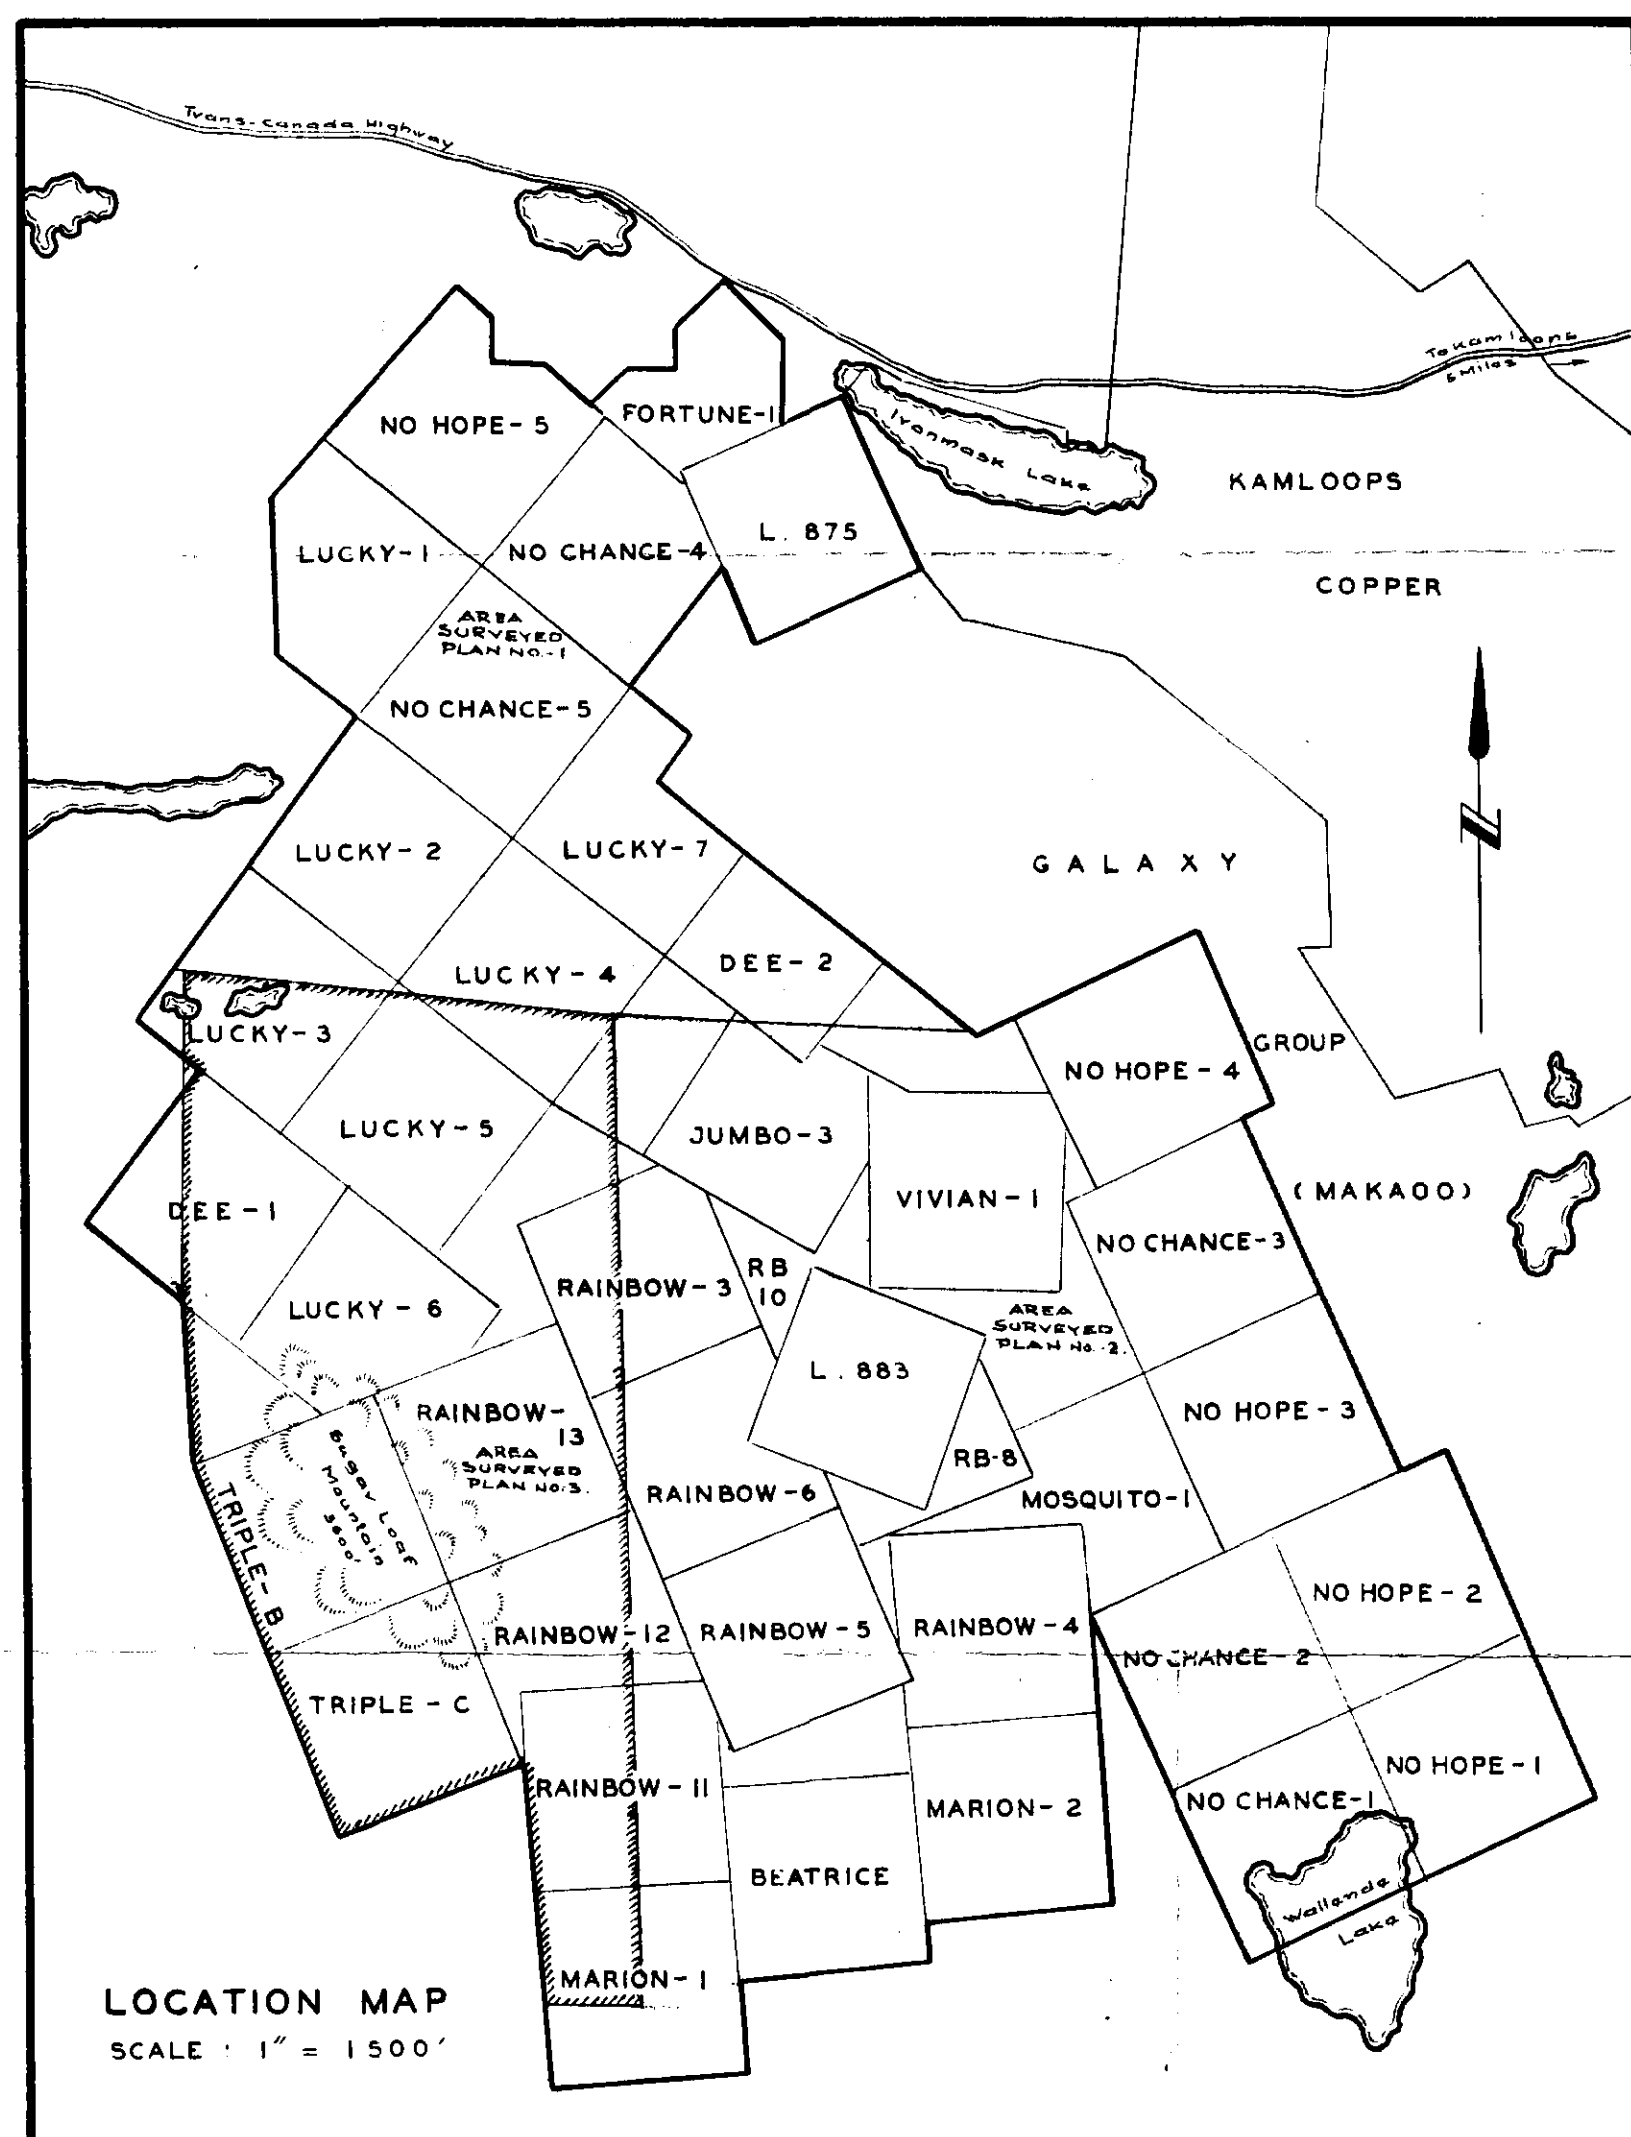 Trans-Canada Highway
To Kamloops
5 Miles
Ironmask Lake
NO HOPE-5
FORTUNE-1
KAMLOOPS
L. 875
LUCKY-1
NO CHANCE-4
COPPER
AREA
SURVEYED
PLAN NO.-1
NO CHANCE-5
N
LUCKY-2
LUCKY-7
GALAXY
LUCKY-4
DEE-2
LUCKY-3
GROUP
NO HOPE-4
LUCKY-5
JUMBO-3
DEE-1
VIVIAN-1
(MAKAOO)
NO CHANCE-3
RAINBOW-3
RB
10
LUCKY-6
AREA
SURVEYED
PLAN No.-2.
L. 883
RAINBOW-
13
NO HOPE-3
AREA
SURVEYED
PLAN NO.3.
RB-8
Sugar Loaf
Mountain
3600'
TRIPLE-B
RAINBOW-6
MOSQUITO-1
NO HOPE-2
RAINBOW-12
RAINBOW-5
RAINBOW-4
NO CHANCE-2
TRIPLE-C
RAINBOW-11
NO HOPE-1
NO CHANCE-1
MARION-2
BEATRICE
Wallende
Lake
MARION-1
LOCATION MAP
SCALE : 1" = 1500'